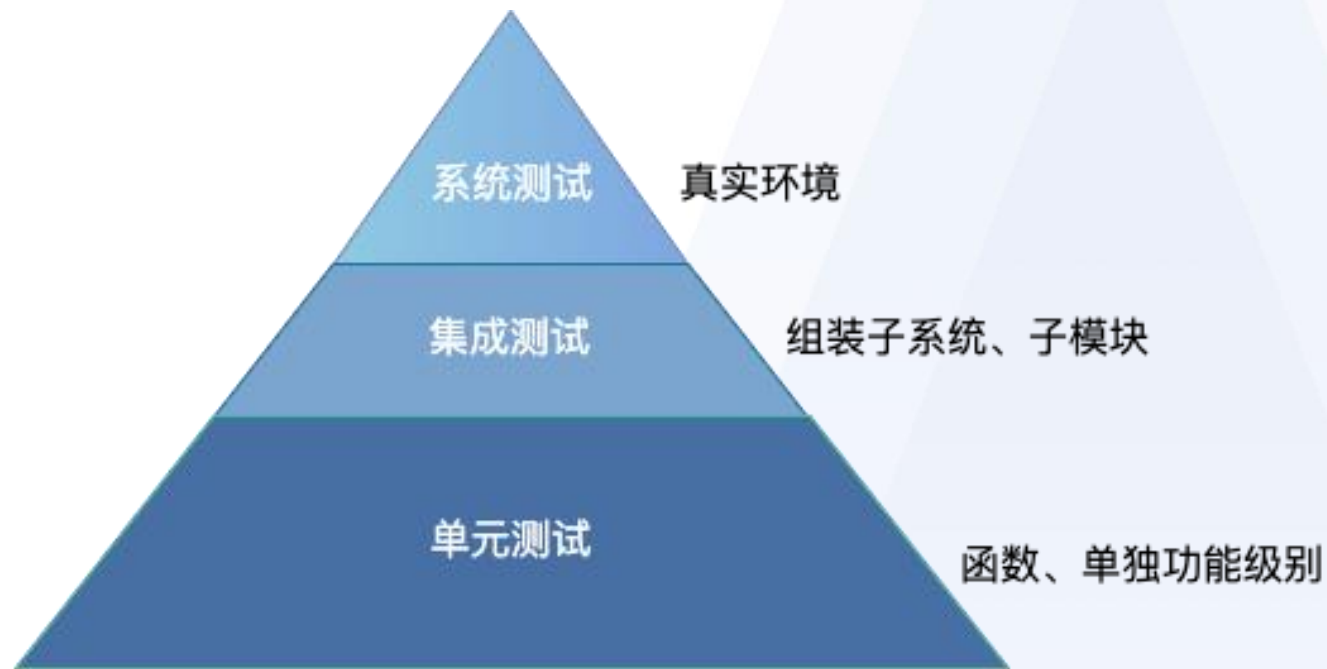 系统测试
真实环境
集成测试
组装子系统、子模块
单元测试
函数、单独功能级别